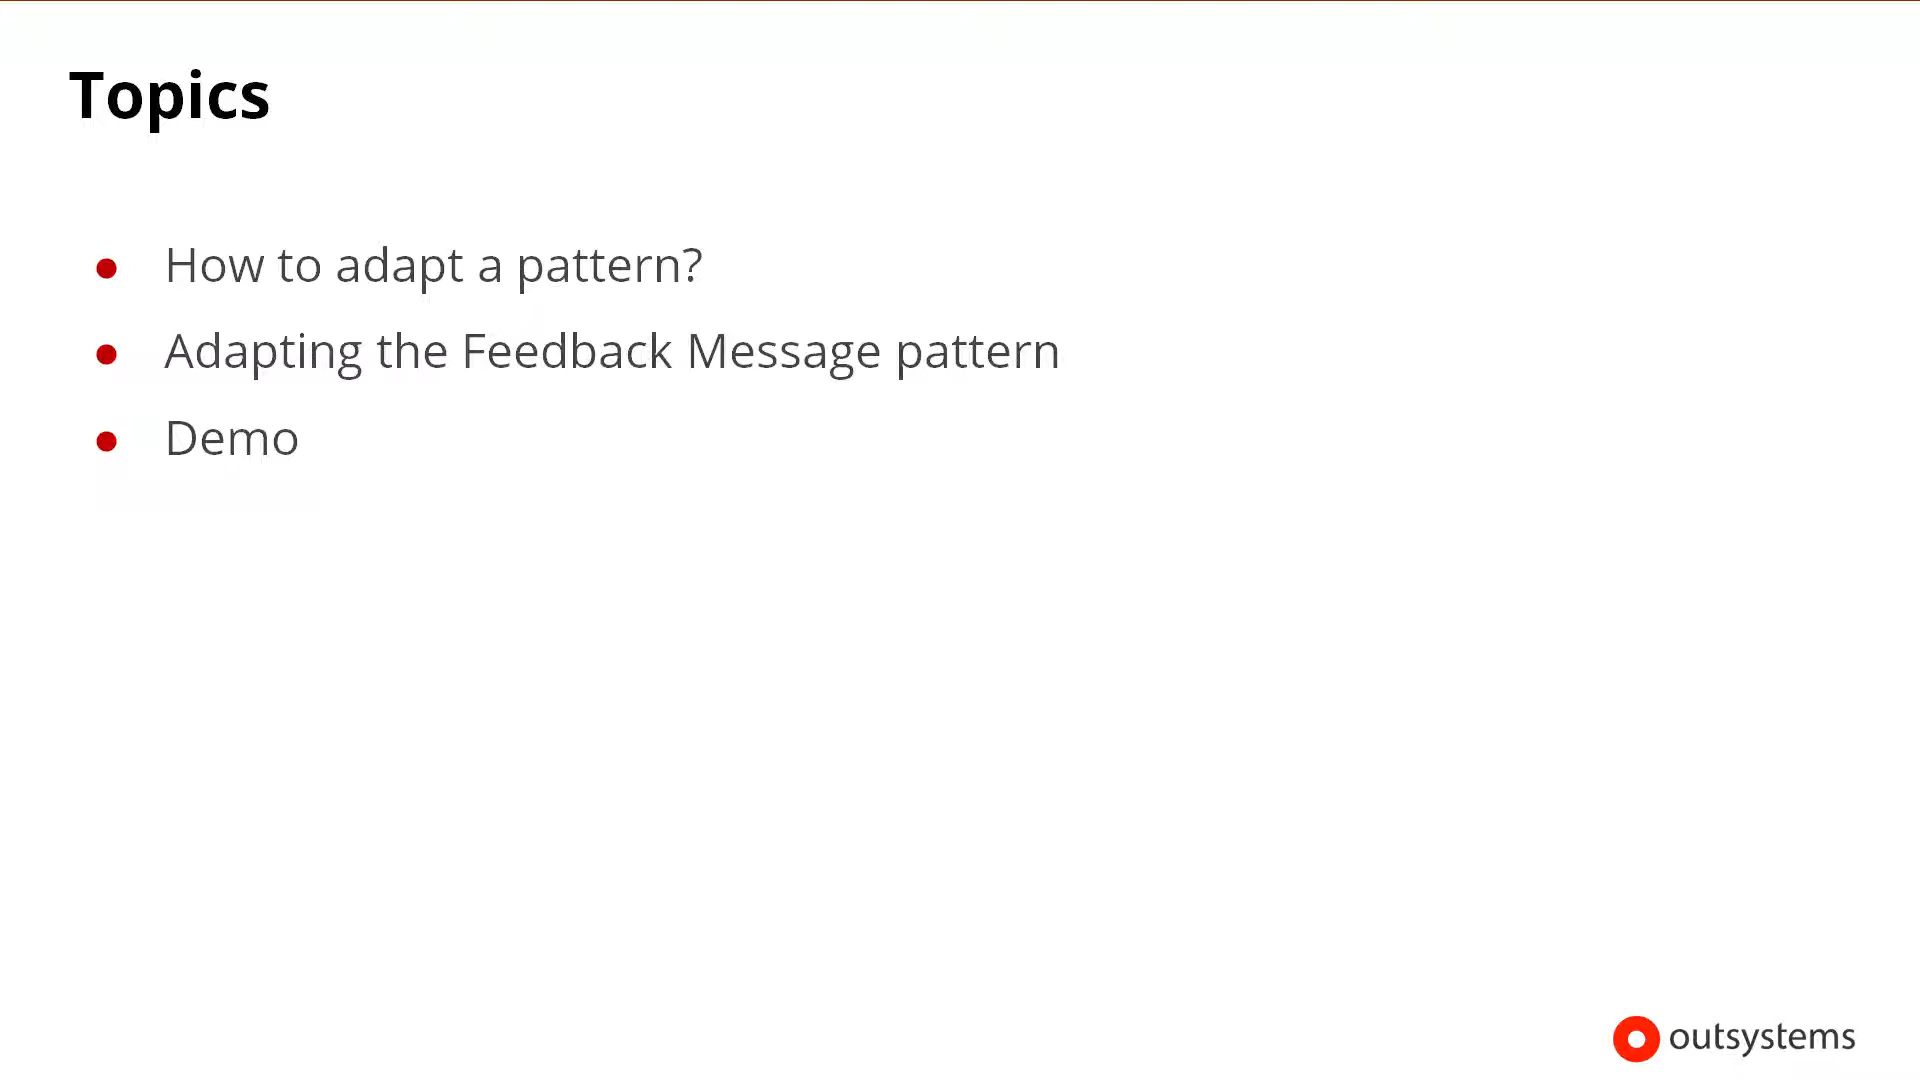 Topics
How to adapt a pattern?
Adapting the Feedback Message pattern
Demo
outsystems